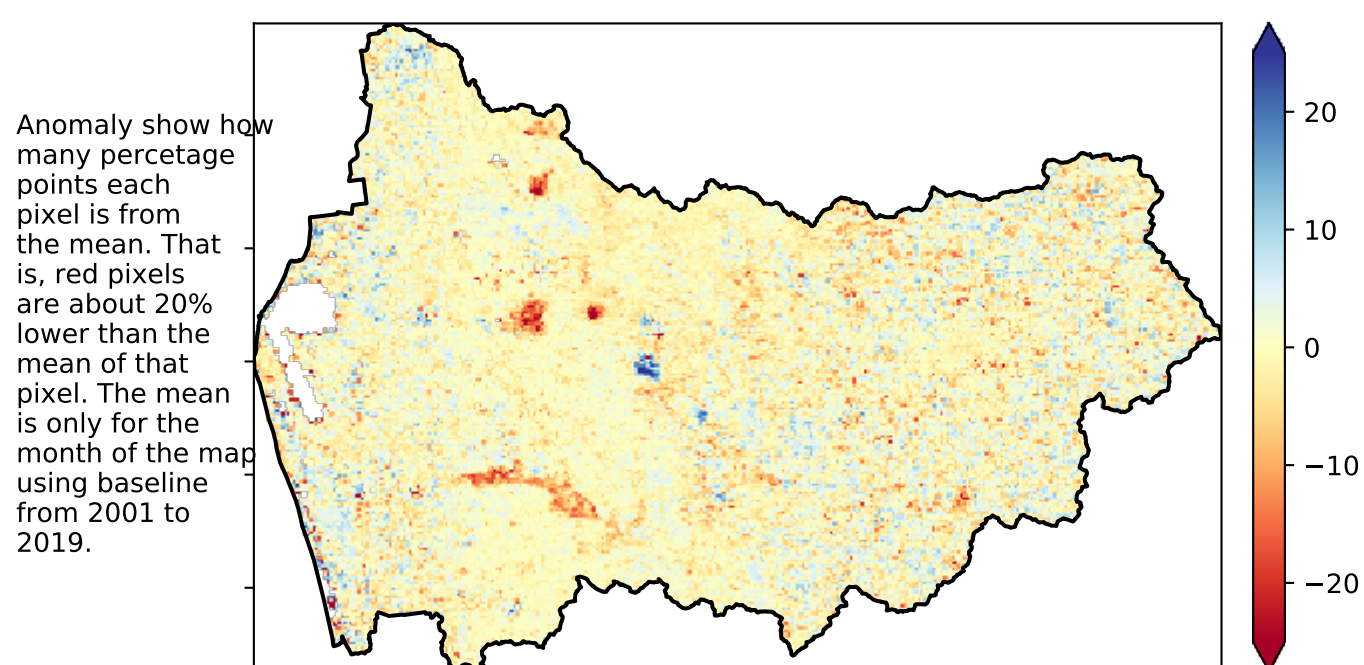 Anomaly show how
many percetage
points each
pixel is from
the mean. That
is, red pixels
are about 20%
lower than the
mean of that
pixel. The mean
is only for the
month of the map
using baseline
from 2001 to
2019.
20
10
0
−10
−20